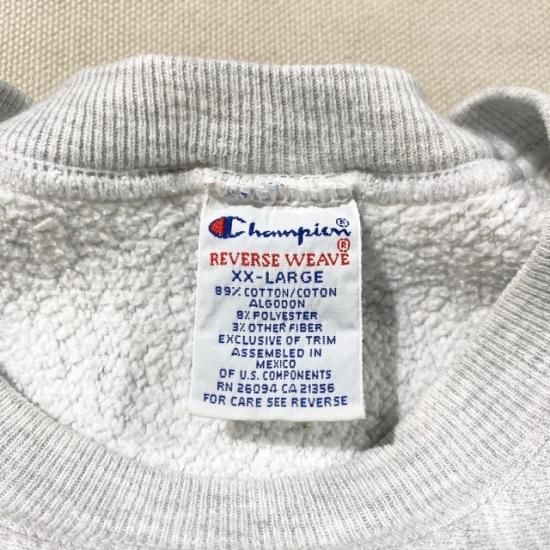 Champion®
REVERSE WEAVE®
XX-LARGE
89% COTTON/COTON
ALGODON
8% POLYESTER
3% OTHER FIBER
EXCLUSIVE OF TRIM
ASSEMBLED IN
MEXICO
OF U.S. COMPONENTS
RN 26094 CA 21356
FOR CARE SEE REVERSE